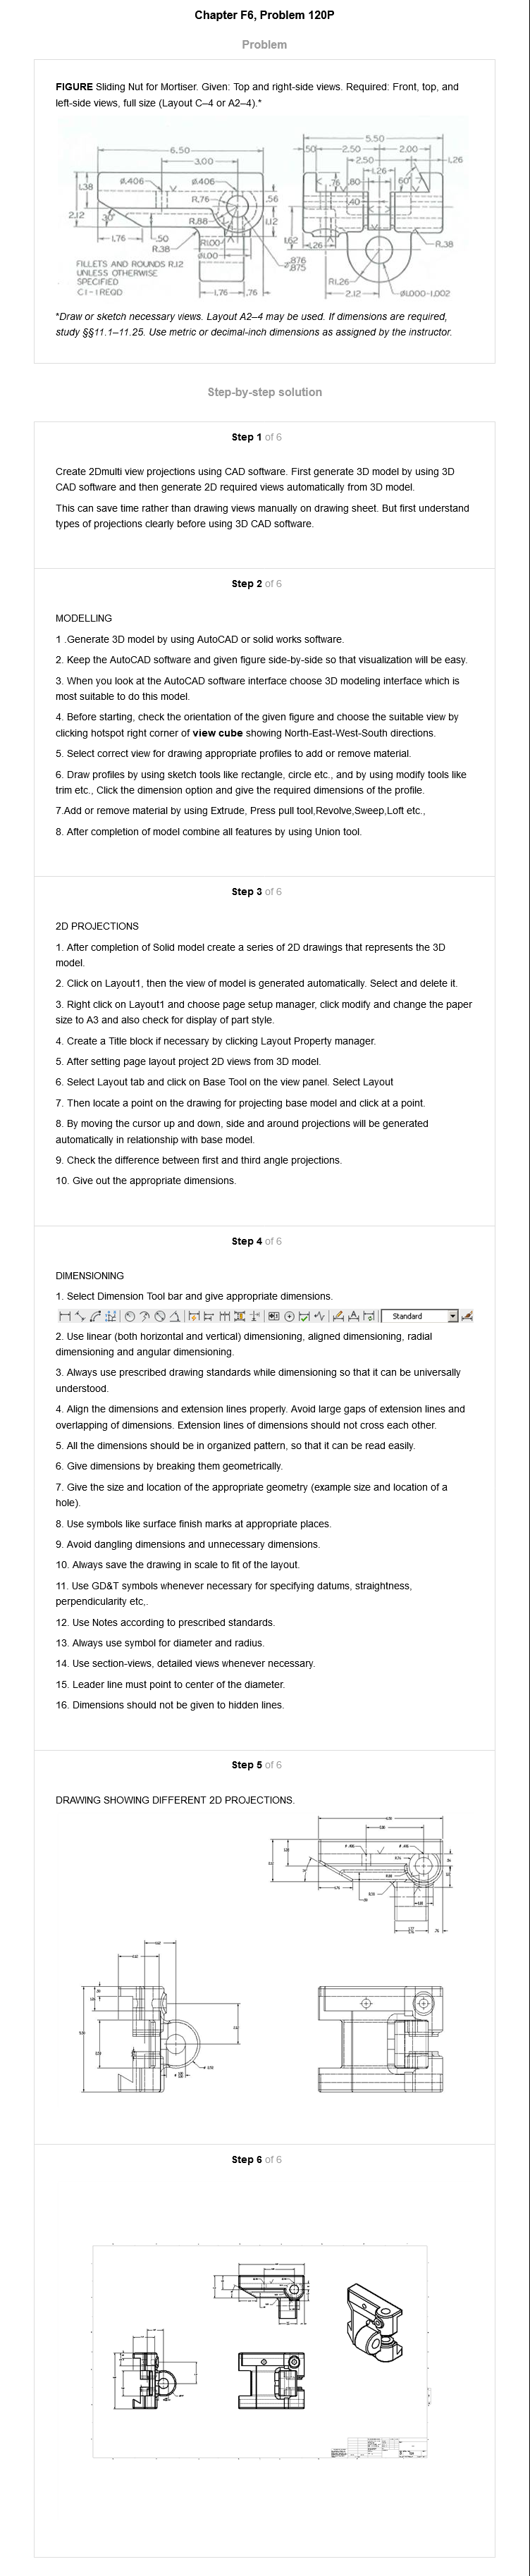 Chapter F6, Problem 120P
Problem
FIGURE Sliding Nut for Mortiser. Given: Top and right-side views. Required: Front, top, and
left-side views, full size (Layout C–4 or A2–4).*
6.50
3.00
Ø.406
Ø.406
1.38
R.76
.56
2.12
30°
R.88
1.12
1.76
.50
R.38
R1.00
Ø1.00
.876
.875
FILLETS AND ROUNDS R.12
UNLESS OTHERWISE
SPECIFIED
C I - 1 REQD
1.76
.76
5.50
.50
2.50
2.00
2.50
1.26
1.26
.76
.80
60°
1.40
1.62
1.26
R.38
R1.26
2.12
Ø1.000-1.002
*Draw or sketch necessary views. Layout A2–4 may be used. If dimensions are required,
study §§11.1–11.25. Use metric or decimal-inch dimensions as assigned by the instructor.
Step-by-step solution
Step 1 of 6
Create 2Dmulti view projections using CAD software. First generate 3D model by using 3D
CAD software and then generate 2D required views automatically from 3D model.
This can save time rather than drawing views manually on drawing sheet. But first understand
types of projections clearly before using 3D CAD software.
Step 2 of 6
MODELLING
1 .Generate 3D model by using AutoCAD or solid works software.
2. Keep the AutoCAD software and given figure side-by-side so that visualization will be easy.
3. When you look at the AutoCAD software interface choose 3D modeling interface which is
most suitable to do this model.
4. Before starting, check the orientation of the given figure and choose the suitable view by
clicking hotspot right corner of view cube showing North-East-West-South directions.
5. Select correct view for drawing appropriate profiles to add or remove material.
6. Draw profiles by using sketch tools like rectangle, circle etc., and by using modify tools like
trim etc., Click the dimension option and give the required dimensions of the profile.
7.Add or remove material by using Extrude, Press pull tool,Revolve,Sweep,Loft etc.,
8. After completion of model combine all features by using Union tool.
Step 3 of 6
2D PROJECTIONS
1. After completion of Solid model create a series of 2D drawings that represents the 3D
model.
2. Click on Layout1, then the view of model is generated automatically. Select and delete it.
3. Right click on Layout1 and choose page setup manager, click modify and change the paper
size to A3 and also check for display of part style.
4. Create a Title block if necessary by clicking Layout Property manager.
5. After setting page layout project 2D views from 3D model.
6. Select Layout tab and click on Base Tool on the view panel. Select Layout
7. Then locate a point on the drawing for projecting base model and click at a point.
8. By moving the cursor up and down, side and around projections will be generated
automatically in relationship with base model.
9. Check the difference between first and third angle projections.
10. Give out the appropriate dimensions.
Step 4 of 6
DIMENSIONING
1. Select Dimension Tool bar and give appropriate dimensions.
Standard
2. Use linear (both horizontal and vertical) dimensioning, aligned dimensioning, radial
dimensioning and angular dimensioning.
3. Always use prescribed drawing standards while dimensioning so that it can be universally
understood.
4. Align the dimensions and extension lines properly. Avoid large gaps of extension lines and
overlapping of dimensions. Extension lines of dimensions should not cross each other.
5. All the dimensions should be in organized pattern, so that it can be read easily.
6. Give dimensions by breaking them geometrically.
7. Give the size and location of the appropriate geometry (example size and location of a
hole).
8. Use symbols like surface finish marks at appropriate places.
9. Avoid dangling dimensions and unnecessary dimensions.
10. Always save the drawing in scale to fit of the layout.
11. Use GD&T symbols whenever necessary for specifying datums, straightness,
perpendicularity etc,.
12. Use Notes according to prescribed standards.
13. Always use symbol for diameter and radius.
14. Use section-views, detailed views whenever necessary.
15. Leader line must point to center of the diameter.
16. Dimensions should not be given to hidden lines.
Step 5 of 6
DRAWING SHOWING DIFFERENT 2D PROJECTIONS.
Step 6 of 6